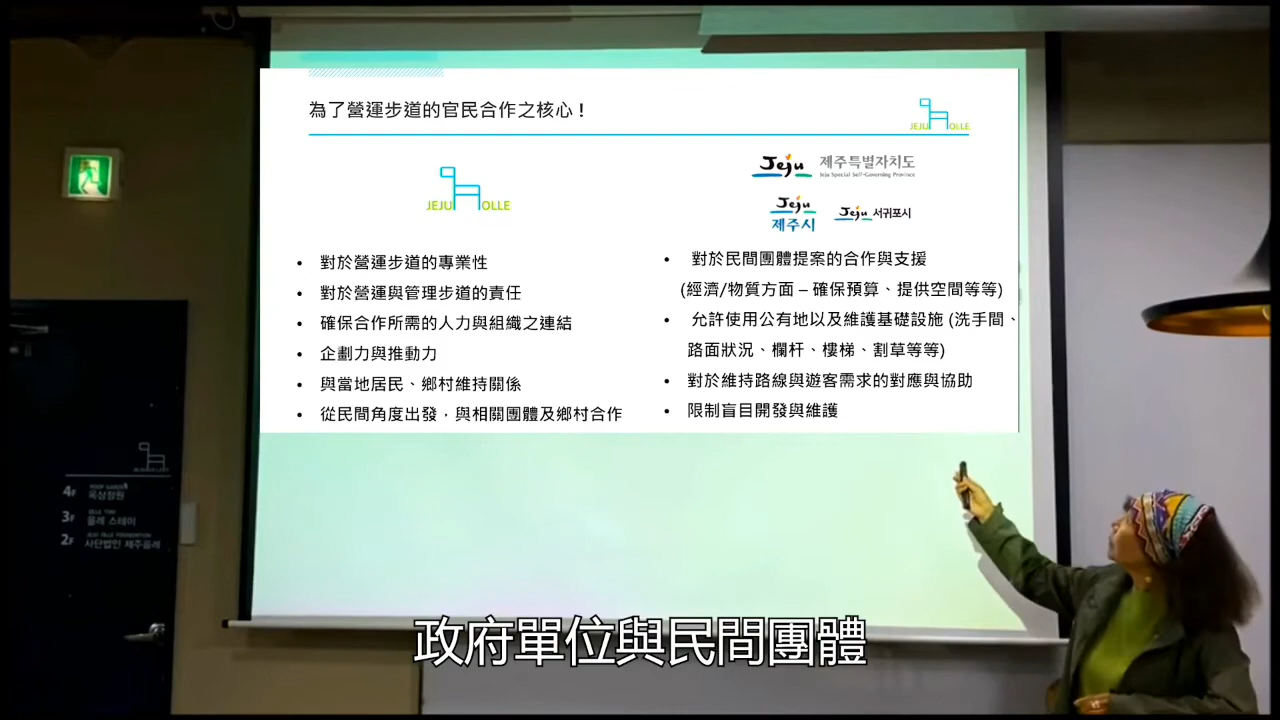 為了營運步道的官民合作之核心！
JEJU OLLE
JEJU OLLE
Jeju 제주특별자치도
Jeju Special Self-Governing Province
Jeju
제주시
Jeju 서귀포시
• 對於營運步道的專業性
• 對於營運與管理步道的責任
• 確保合作所需的人力與組織之連結
• 企劃力與推動力
• 與當地居民、鄉村維持關係
• 從民間角度出發，與相關團體及鄉村合作
• 對於民間團體提案的合作與支援
(經濟/物質方面 – 確保預算、提供空間等等)
• 允許使用公有地以及維護基礎設施 (洗手間、
路面狀況、欄杆、樓梯、割草等等)
• 對於維持路線與遊客需求的對應與協助
• 限制盲目開發與維護
4F 옥상정원
3F 올레 스테이
2F 사단법인 제주올레
政府單位與民間團體